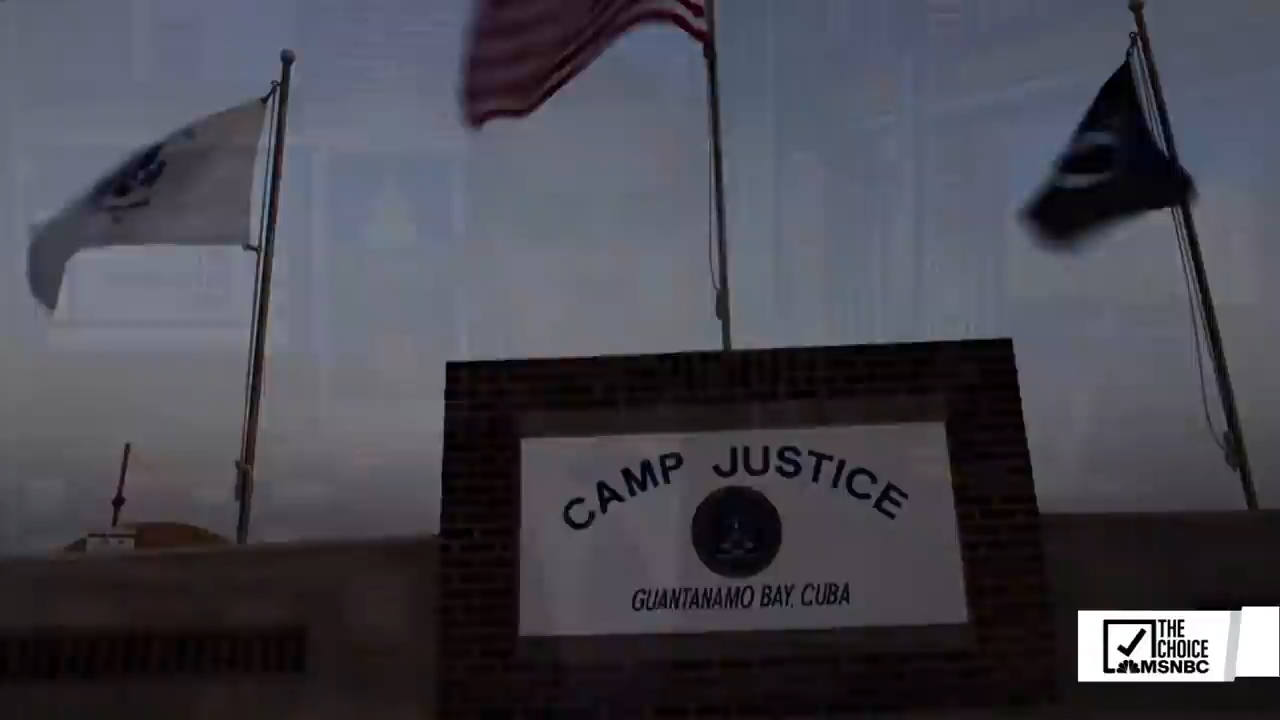 CAMP JUSTICE
GUANTANAMO BAY, CUBA
THE
CHOICE
MSNBC